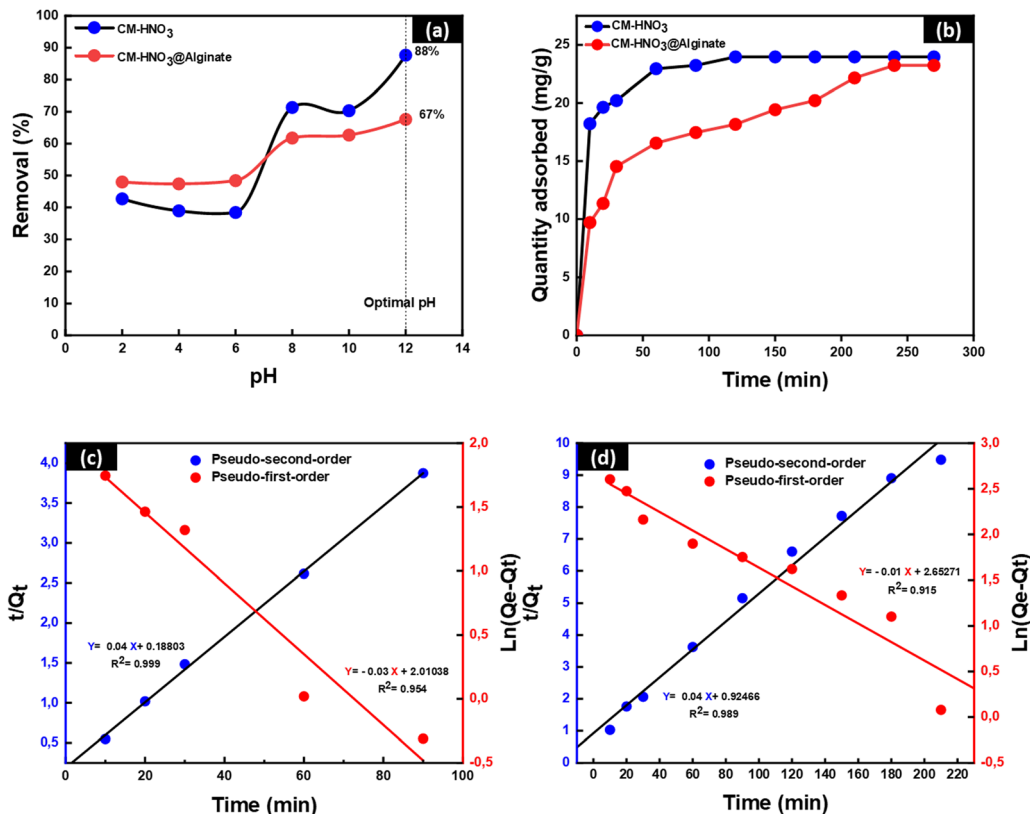 (a)
CM-HNO3
CM-HNO3@Alginate
88%
67%
Optimal pH
Removal (%)
100
90
80
70
60
50
40
30
20
10
0
0 2 4 6 8 10 12 14
pH
(b)
CM-HNO3
CM-HNO3@Alginate
Quantity adsorbed (mg/g)
25
20
15
10
5
0
0 50 100 150 200 250 300
Time (min)
(c)
Pseudo-second-order
Pseudo-first-order
t/Qt
4,0
3,5
3,0
2,5
2,0
1,5
1,0
0,5
Y= 0.04 X+ 0.18803
R2= 0.999
Y= - 0.03 X + 2.01038
R2= 0.954
2,0
1,5
1,0
0,5
0,0
-0,5
Ln(Qe-Qt)
0 20 40 60 80 100
Time (min)
(d)
Pseudo-second-order
Pseudo-first-order
t/Qt
10
9
8
7
6
5
4
3
2
1
0
Y= - 0.01 X + 2.65271
R2= 0.915
Y= 0.04 X+ 0.92466
R2= 0.989
3,0
2,5
2,0
1,5
1,0
0,5
0,0
-0,5
Ln(Qe-Qt)
0 20 40 60 80 100 120 140 160 180 200 220
Time (min)